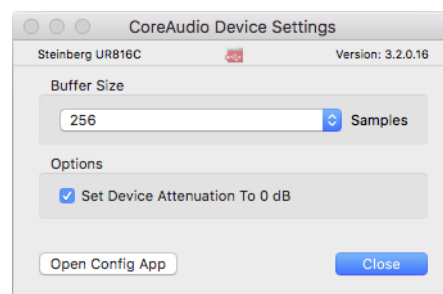 CoreAudio Device Settings
Steinberg UR816C Version: 3.2.0.16
Buffer Size
256 Samples
Options
Set Device Attenuation To 0 dB
Open Config App Close